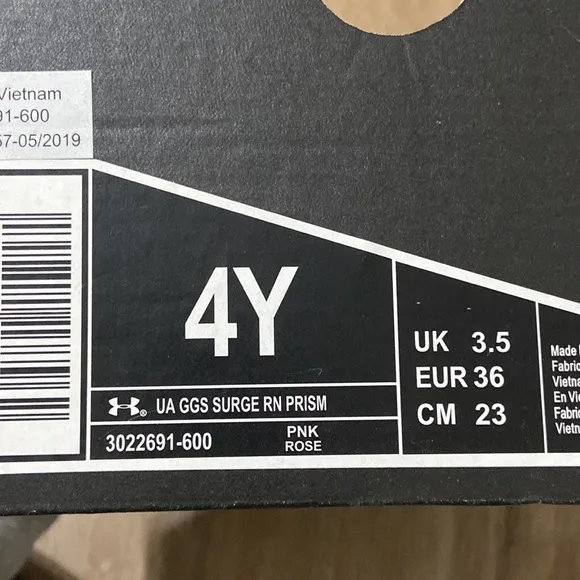 Vietnam
91-600
57-05/2019
4Y
® UA GGS SURGE RN PRISM
3022691-600 PNK ROSE
UK 3.5
EUR 36
CM 23
Made
Fabric
Vietna
En Vie
Fabric
Vietn